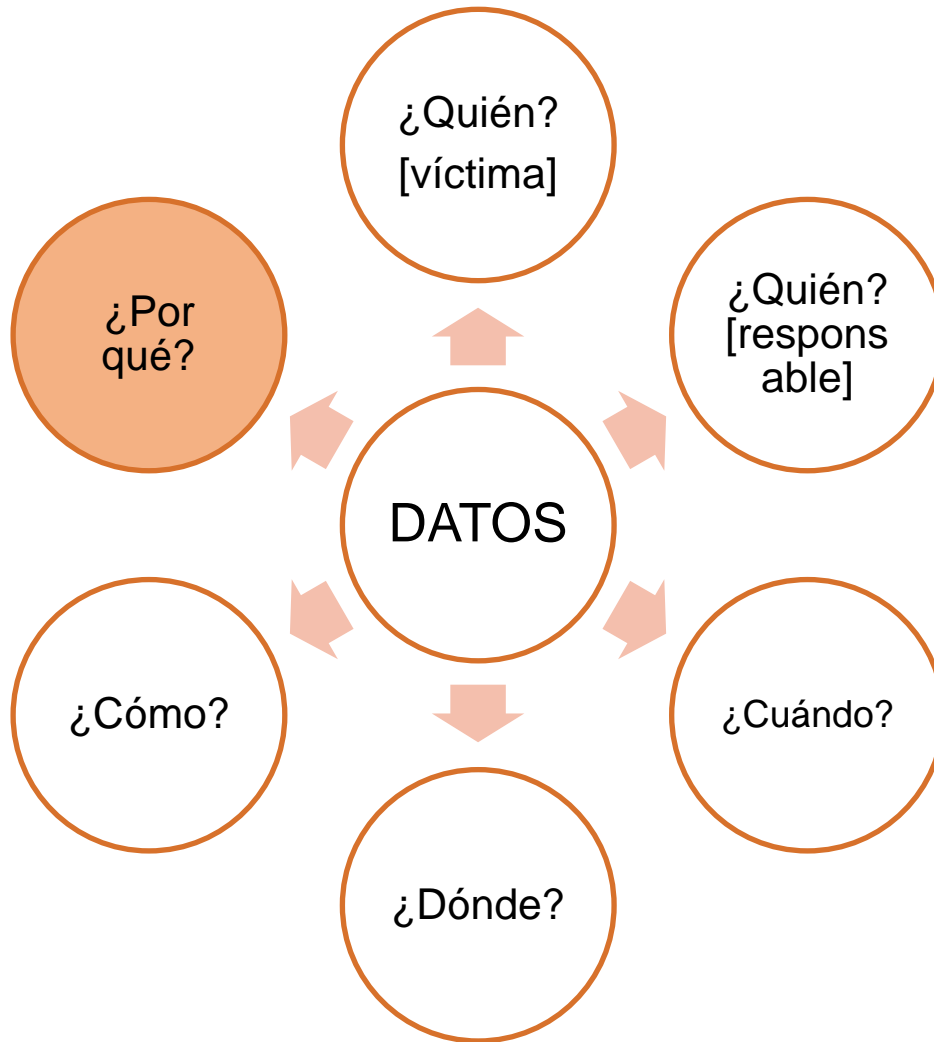 ¿Quién?
[víctima]
¿Por
qué?
¿Quién?
[respons
able]
DATOS
¿Cómo?
¿Cuándo?
¿Dónde?